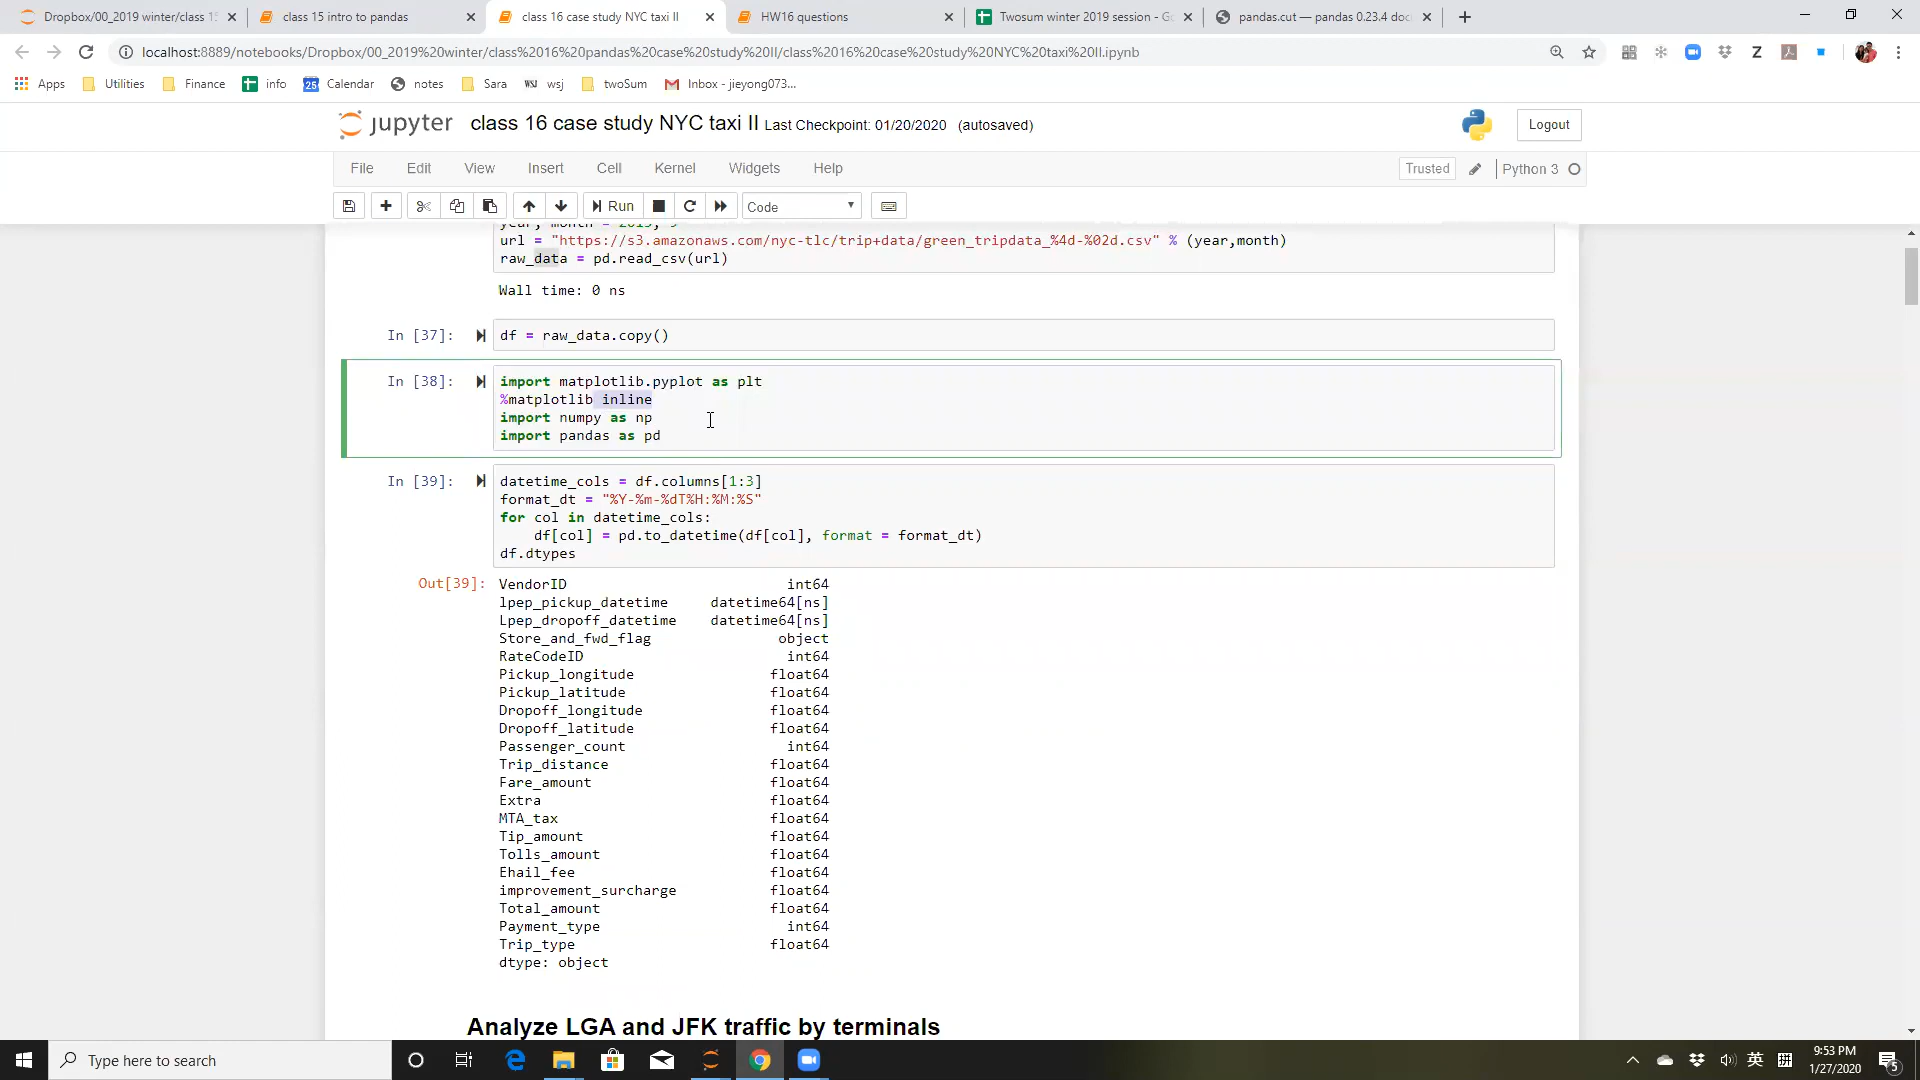 Dropbox/00_2019 winter/class 15
class 15 intro to pandas
class 16 case study NYC taxi II
HW16 questions
Twosum winter 2019 session - Go
pandas.cut — pandas 0.23.4 doc
localhost:8889/notebooks/Dropbox/00_2019%20winter/class%2016%20pandas%20case%20study%20II/class%2016%20case%20study%20NYC%20taxi%20II.ipynb
Apps Utilities Finance info Calendar notes Sara wsj twoSum Inbox - jieyong073...
jupyter class 16 case study NYC taxi II Last Checkpoint: 01/20/2020 (autosaved)
Logout
File Edit View Insert Cell Kernel Widgets Help
Trusted Python 3
Run Code
url = "https://s3.amazonaws.com/nyc-tlc/trip+data/green_tripdata_%4d-%02d.csv" % (year,month)
raw_data = pd.read_csv(url)
Wall time: 0 ns
In [37]: df = raw_data.copy()
In [38]: import matplotlib.pyplot as plt
%matplotlib inline
import numpy as np
import pandas as pd
In [39]: datetime_cols = df.columns[1:3]
format_dt = "%Y-%m-%dT%H:%M:%S"
for col in datetime_cols:
df[col] = pd.to_datetime(df[col], format = format_dt)
df.dtypes
Out[39]: VendorID int64
lpep_pickup_datetime datetime64[ns]
Lpep_dropoff_datetime datetime64[ns]
Store_and_fwd_flag object
RateCodeID int64
Pickup_longitude float64
Pickup_latitude float64
Dropoff_longitude float64
Dropoff_latitude float64
Passenger_count int64
Trip_distance float64
Fare_amount float64
Extra float64
MTA_tax float64
Tip_amount float64
Tolls_amount float64
Ehail_fee float64
improvement_surcharge float64
Total_amount float64
Payment_type int64
Trip_type float64
dtype: object
Analyze LGA and JFK traffic by terminals
Type here to search
英
9:53 PM
1/27/2020
5